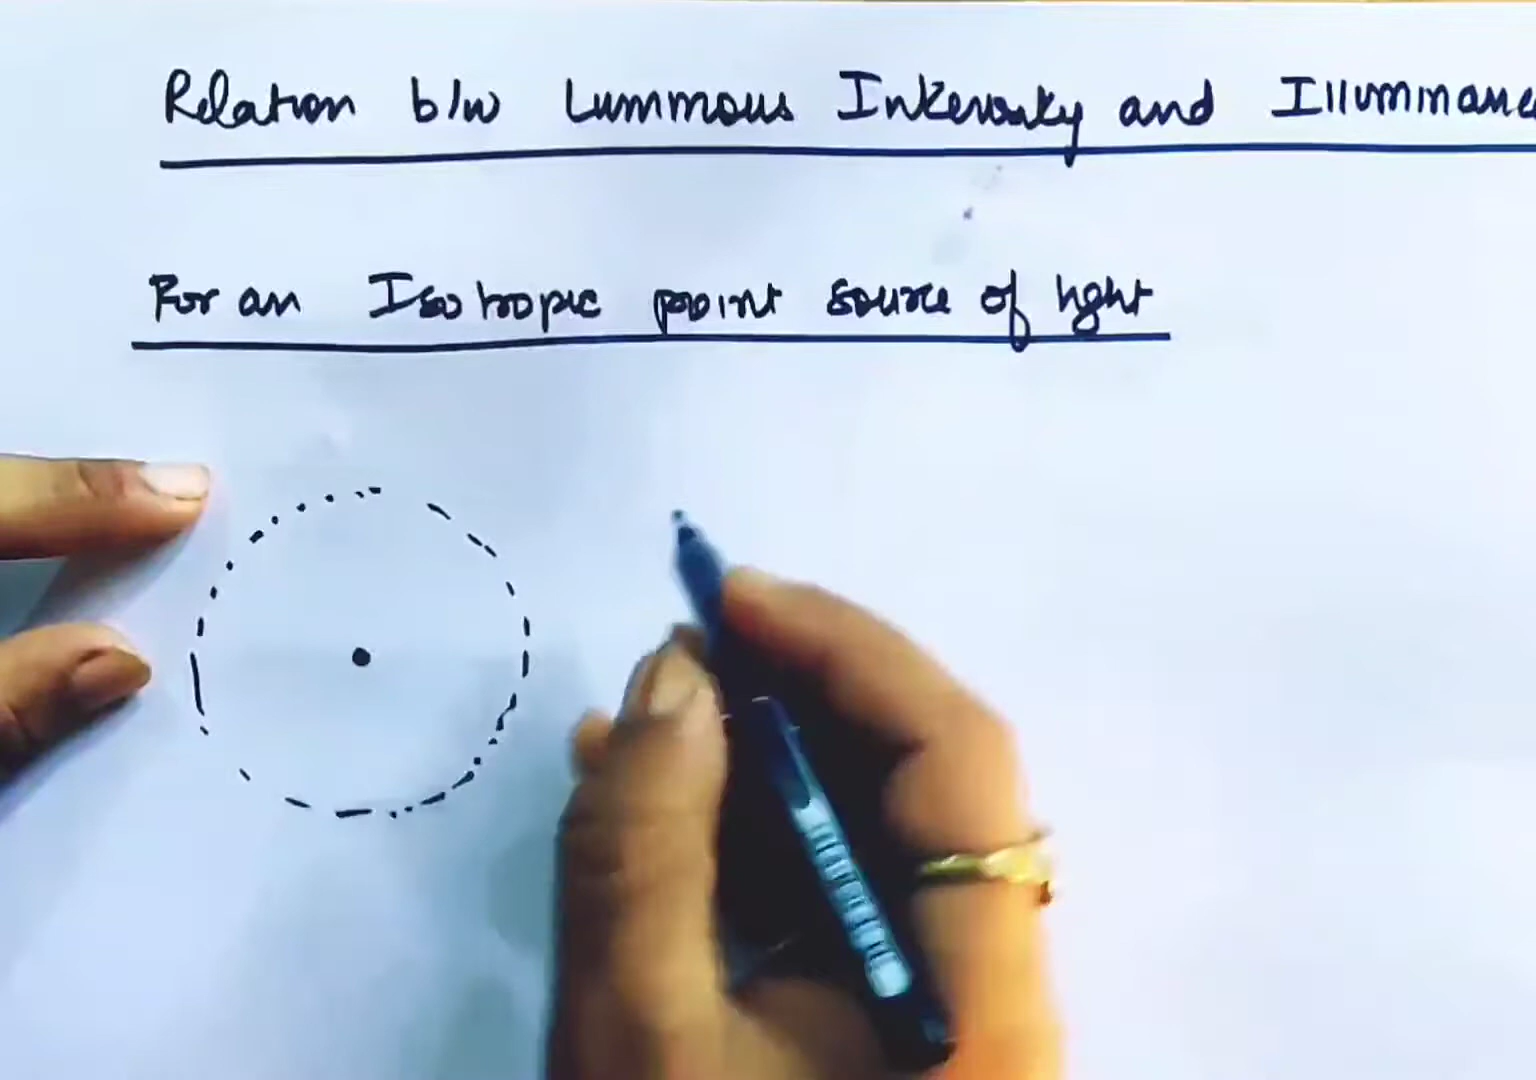 Relation b/w Luminous Intensity and Illuminance
For an Isotropic point source of light